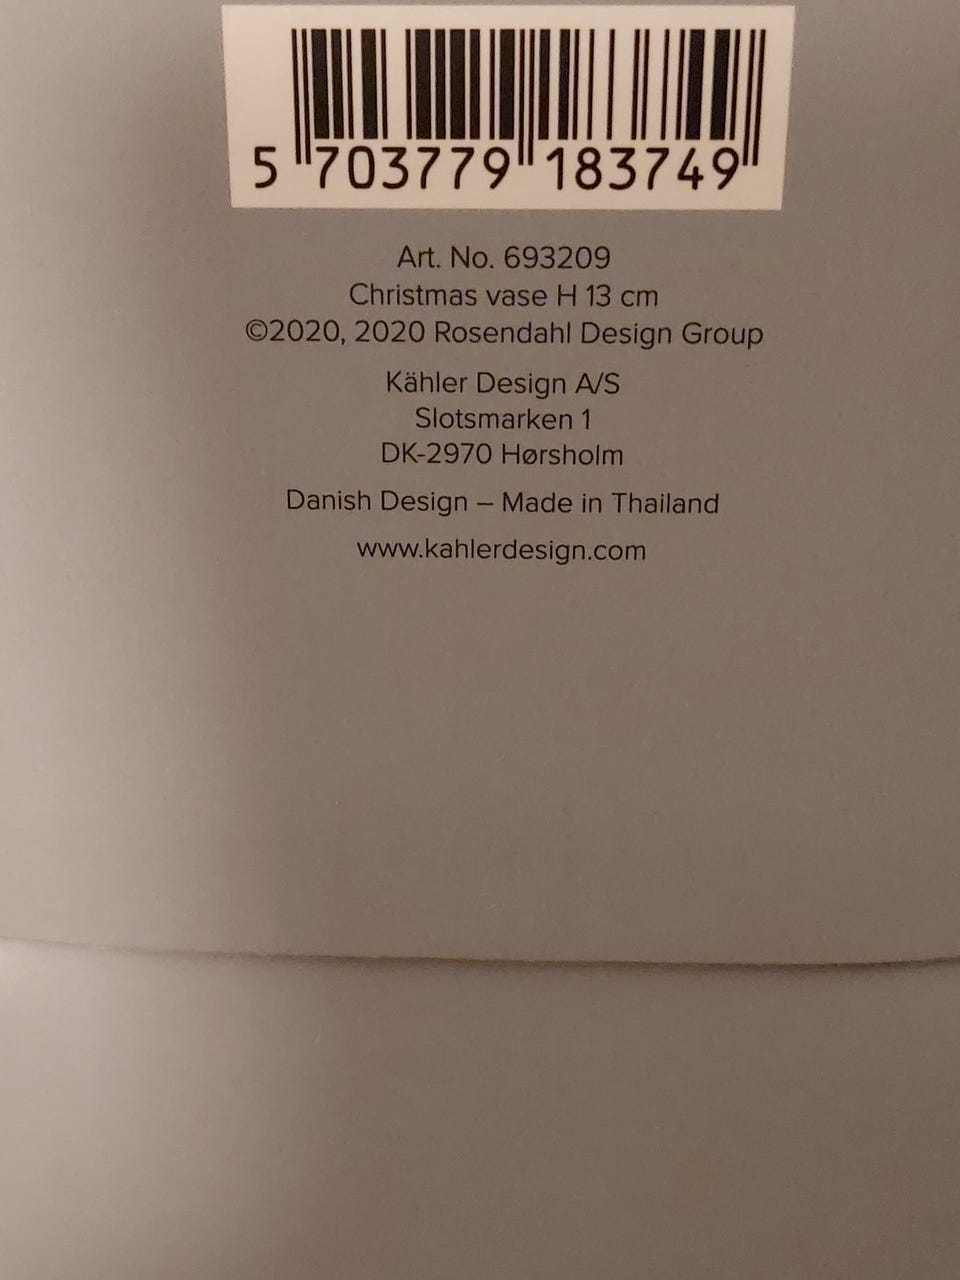 5 703779 183749
Art. No. 693209
Christmas vase H 13 cm
©2020, 2020 Rosendahl Design Group
Kähler Design A/S
Slotsmarken 1
DK-2970 Hørsholm
Danish Design – Made in Thailand
www.kahlerdesign.com